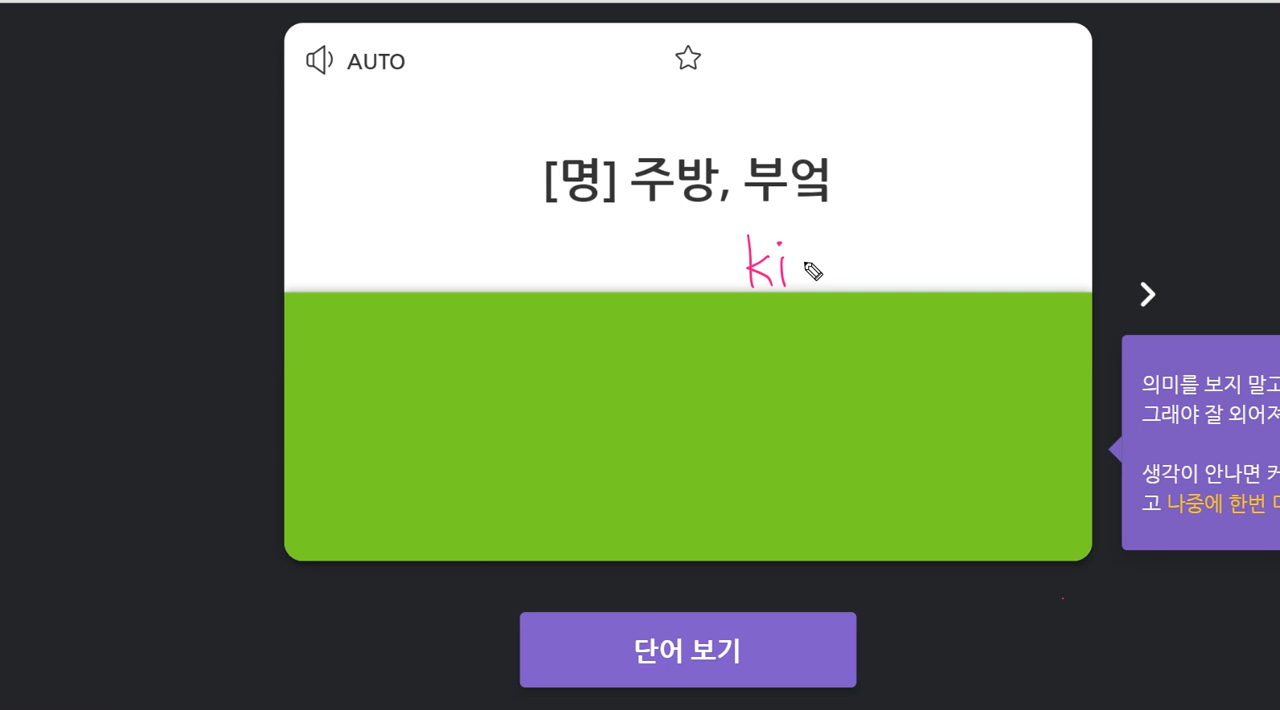 AUTO
[명] 주방, 부엌
ki
의미를 보지 말고
그래야 잘 외어져
생각이 안나면
고 나중에 한번
단어 보기